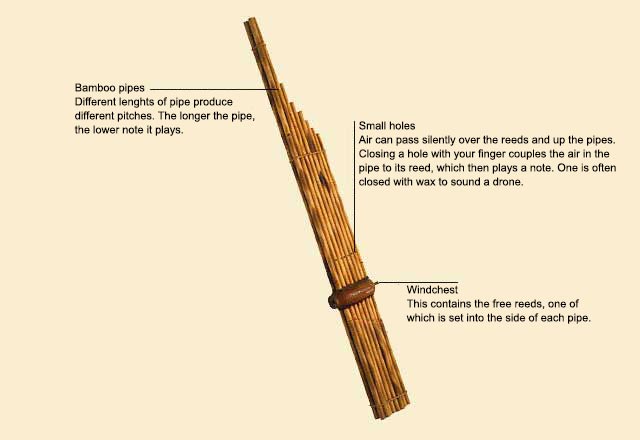 Bamboo pipes
Different lenghts of pipe produce
different pitches. The longer the pipe,
the lower note it plays.
Small holes
Air can pass silently over the reeds and up the pipes.
Closing a hole with your finger couples the air in the
pipe to its reed, which then plays a note. One is often
closed with wax to sound a drone.
Windchest
This contains the free reeds, one of
which is set into the side of each pipe.